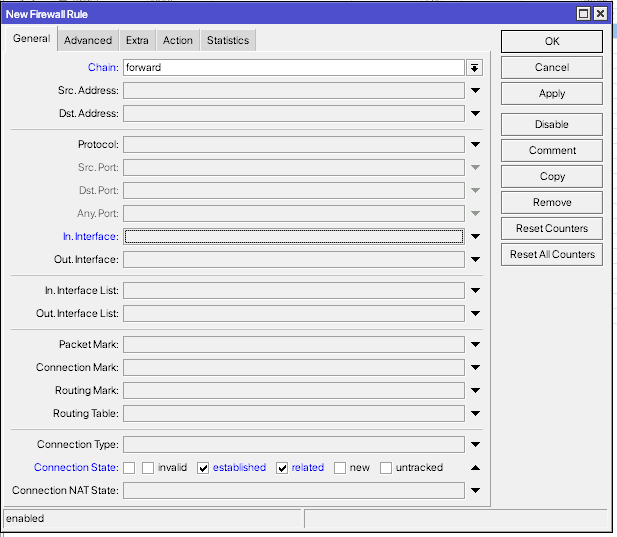 New Firewall Rule
General Advanced Extra Action Statistics
Chain: forward
Src. Address:
Dst. Address:
Protocol:
Src. Port:
Dst. Port:
Any. Port:
In. Interface:
Out. Interface:
In. Interface List:
Out. Interface List:
Packet Mark:
Connection Mark:
Routing Mark:
Routing Table:
Connection Type:
Connection State: invalid established related new untracked
Connection NAT State:
OK
Cancel
Apply
Disable
Comment
Copy
Remove
Reset Counters
Reset All Counters
enabled